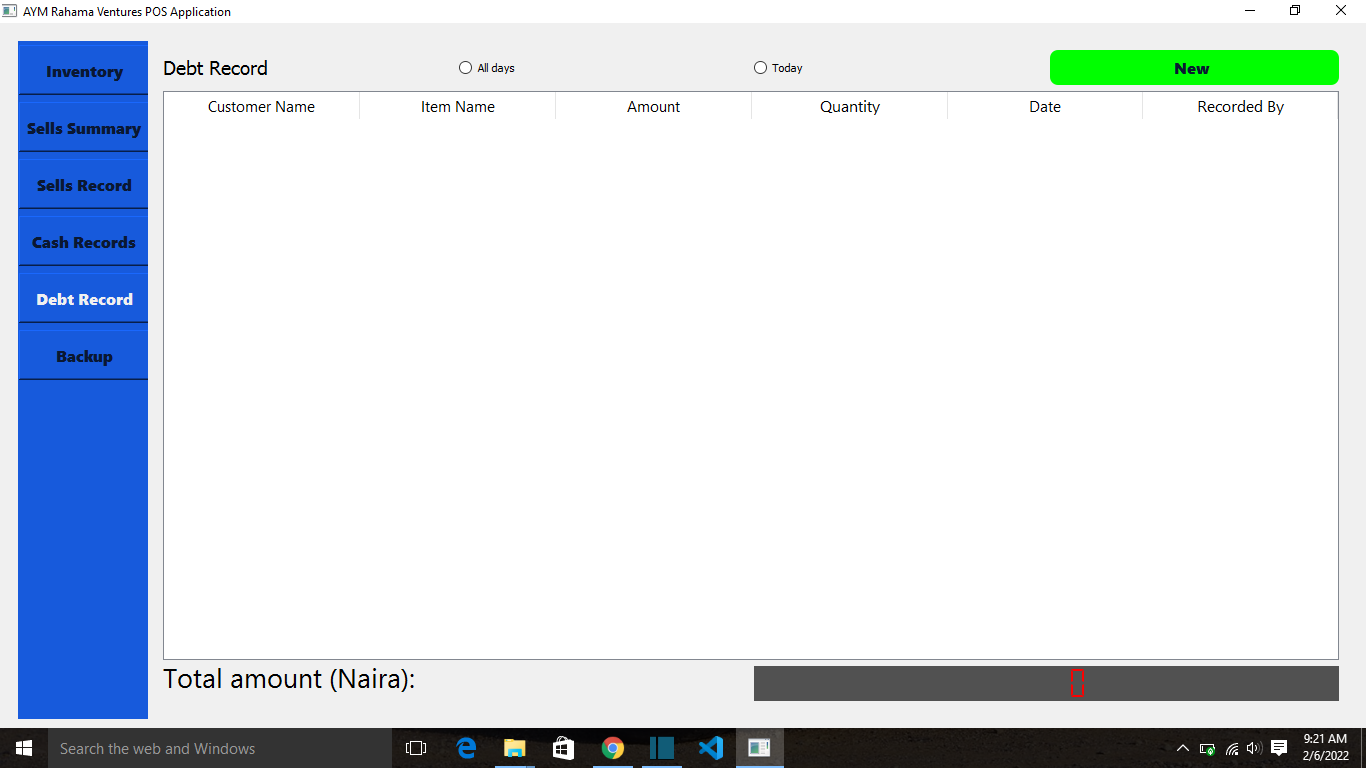 AYM Rahama Ventures POS Application
Inventory
Sells Summary
Sells Record
Cash Records
Debt Record
Backup
Debt Record
All days
Today
New
Customer Name
Item Name
Amount
Quantity
Date
Recorded By
Total amount (Naira):
Search the web and Windows
9:21 AM
2/6/2022